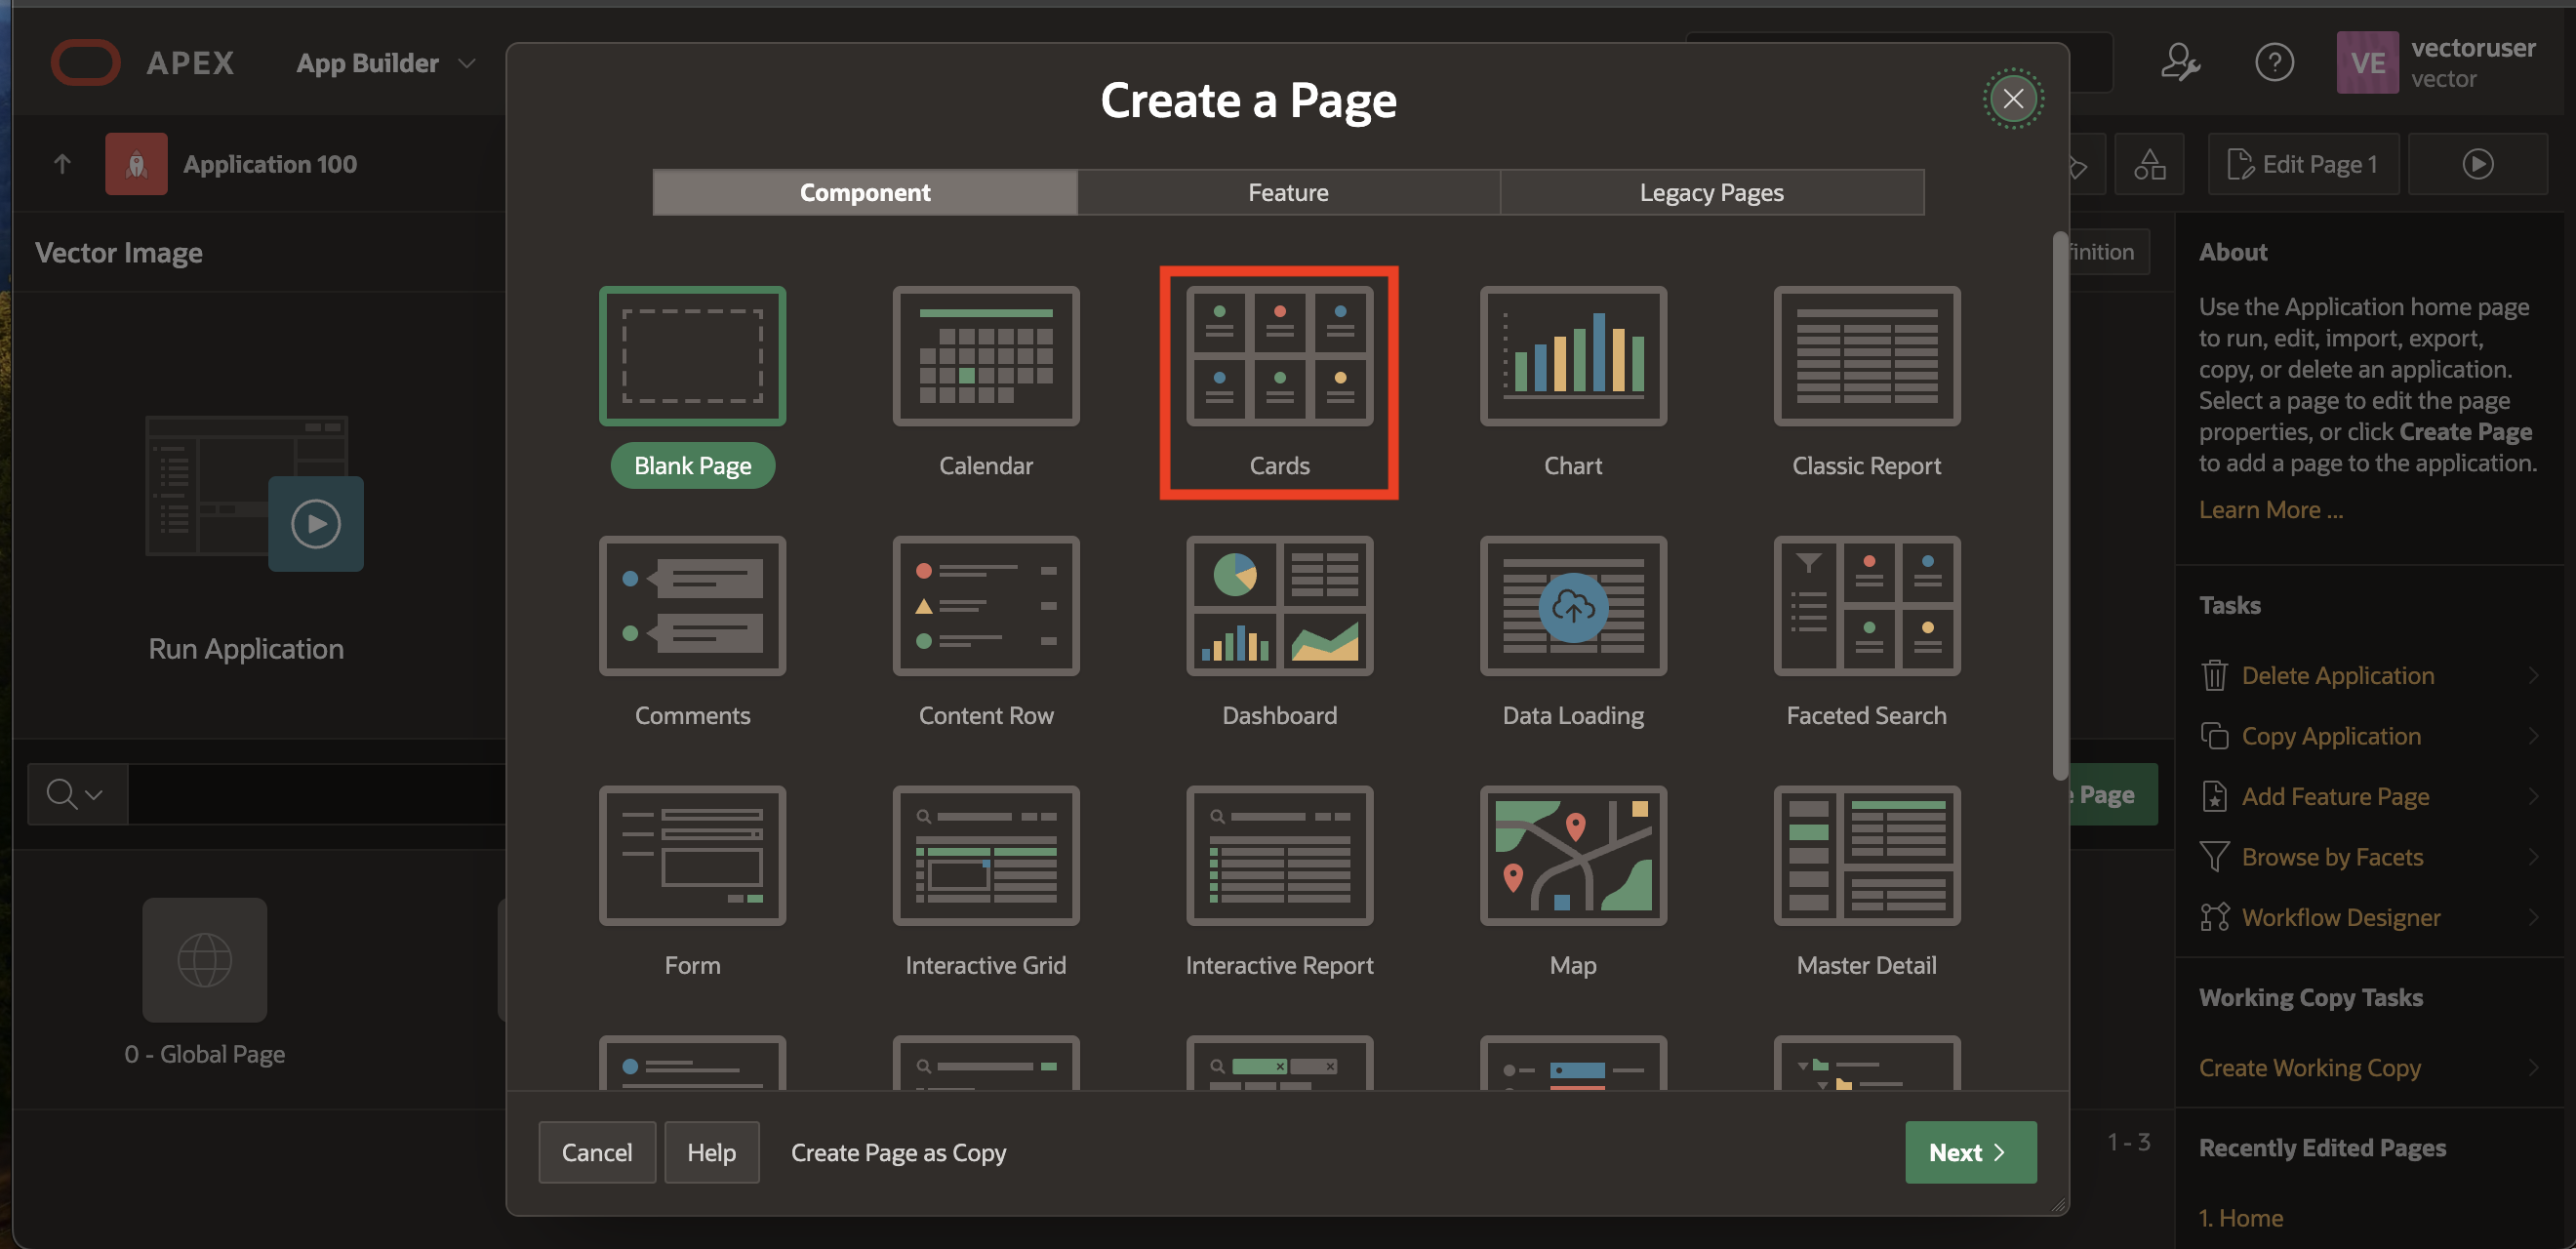 APEX
App Builder
vectoruser
VE
vector
Application 100
Edit Page 1
Create a Page
Component
Feature
Legacy Pages
Vector Image
Run Application
0 - Global Page
Blank Page
Calendar
Cards
Chart
Classic Report
Comments
Content Row
Dashboard
Data Loading
Faceted Search
Form
Interactive Grid
Interactive Report
Map
Master Detail
Cancel
Help
Create Page as Copy
Next
Page
1 - 3
About
Use the Application home page
to run, edit, import, export,
copy, or delete an application.
Select a page to edit the page
properties, or click Create Page
to add a page to the application.
Learn More ...
Tasks
Delete Application
Copy Application
Add Feature Page
Browse by Facets
Workflow Designer
Working Copy Tasks
Create Working Copy
Recently Edited Pages
1. Home